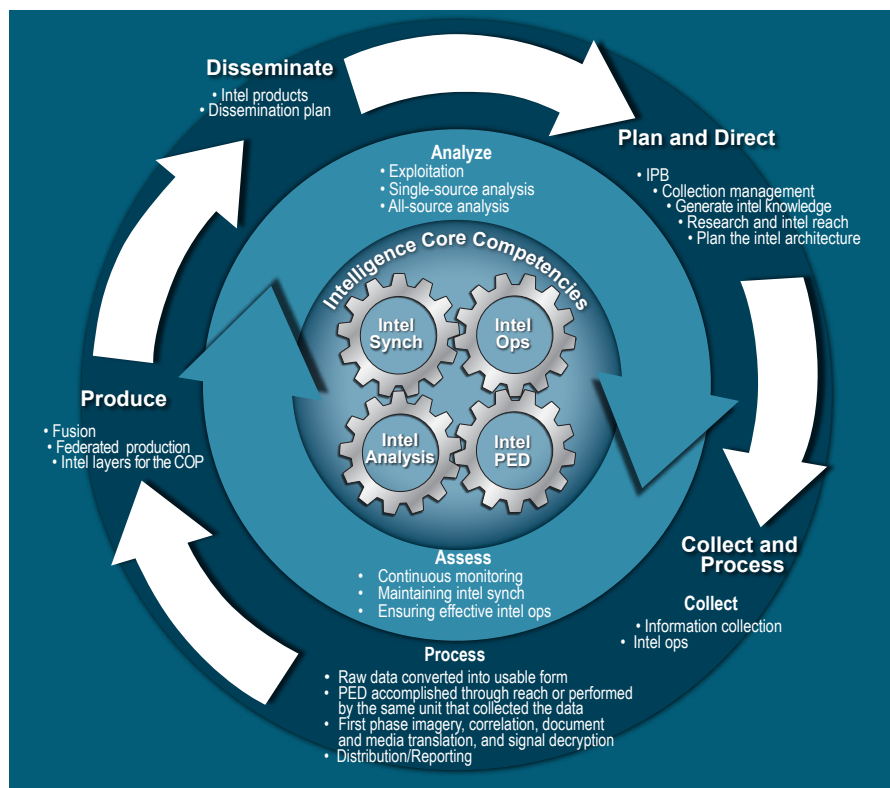 Disseminate
• Intel products
• Dissemination plan
Plan and Direct
• IPB
• Collection management
• Generate intel knowledge
• Research and intel reach
• Plan the intel architecture
Analyze
• Exploitation
• Single-source analysis
• All-source analysis
Intelligence Core Competencies
Intel
Synch
Intel
Ops
Intel
Analysis
Intel
PED
Produce
• Fusion
• Federated production
• Intel layers for the COP
Assess
• Continuous monitoring
• Maintaining intel synch
• Ensuring effective intel ops
Collect and
Process
Collect
• Information collection
• Intel ops
Process
• Raw data converted into usable form
• PED accomplished through reach or performed
by the same unit that collected the data
• First phase imagery, correlation, document
and media translation, and signal decryption
• Distribution/Reporting